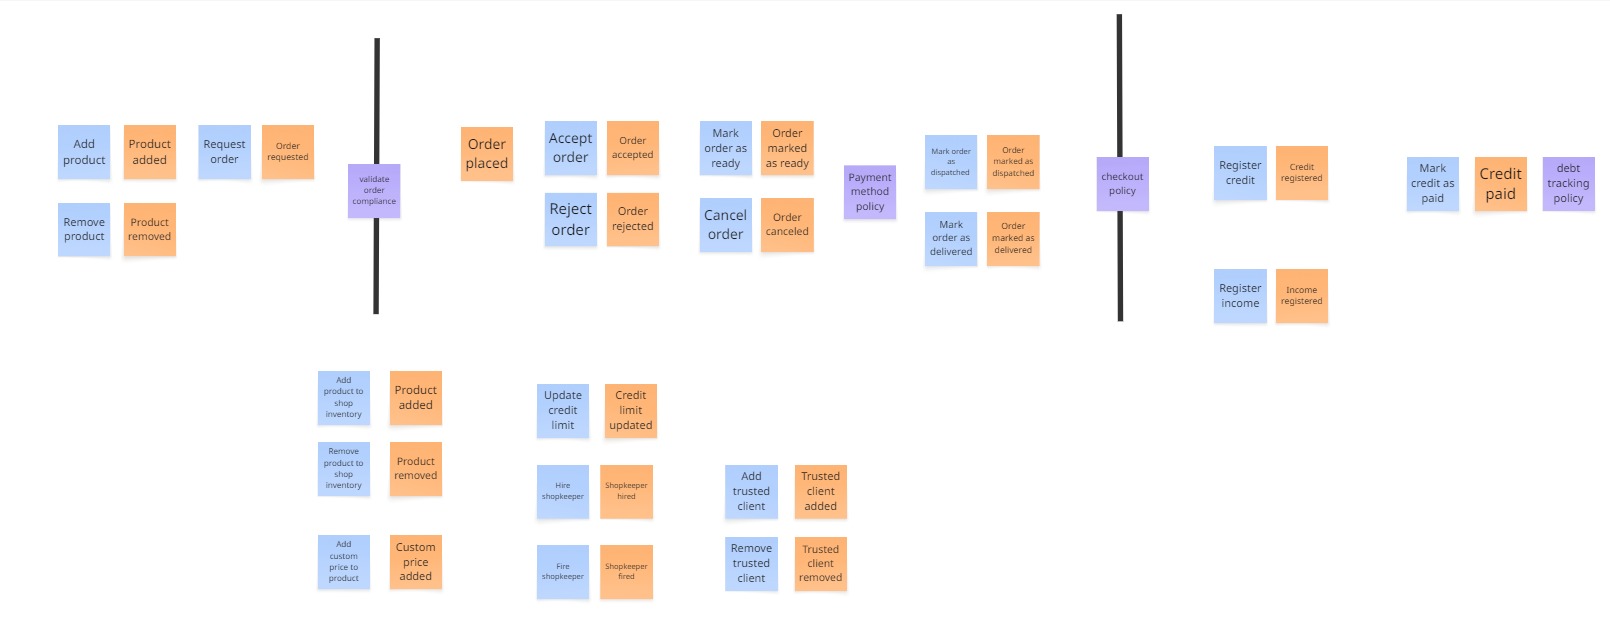 Add
product
Product
added
Request
order
Order
requested
Remove
product
Product
removed
validate
order
compliance
Order
placed
Accept
order
Order
accepted
Reject
order
Order
rejected
Mark
order as
ready
Order
marked
as ready
Cancel
order
Order
canceled
Payment
method
policy
Mark order
as
dispatched
Order
marked as
dispatched
Mark
order as
delivered
Order
marked as
delivered
checkout
policy
Register
credit
Credit
registered
Register
income
Income
registered
Mark
credit as
paid
Credit
paid
debt
tracking
policy
Add
product to
shop
inventory
Product
added
Remove
product to
shop
inventory
Product
removed
Add
custom
price to
product
Custom
price
added
Update
credit
limit
Credit
limit
updated
Hire
shopkeeper
Shopkeeper
hired
Fire
shopkeeper
Shopkeeper
fired
Add
trusted
client
Trusted
client
added
Remove
trusted
client
Trusted
client
removed